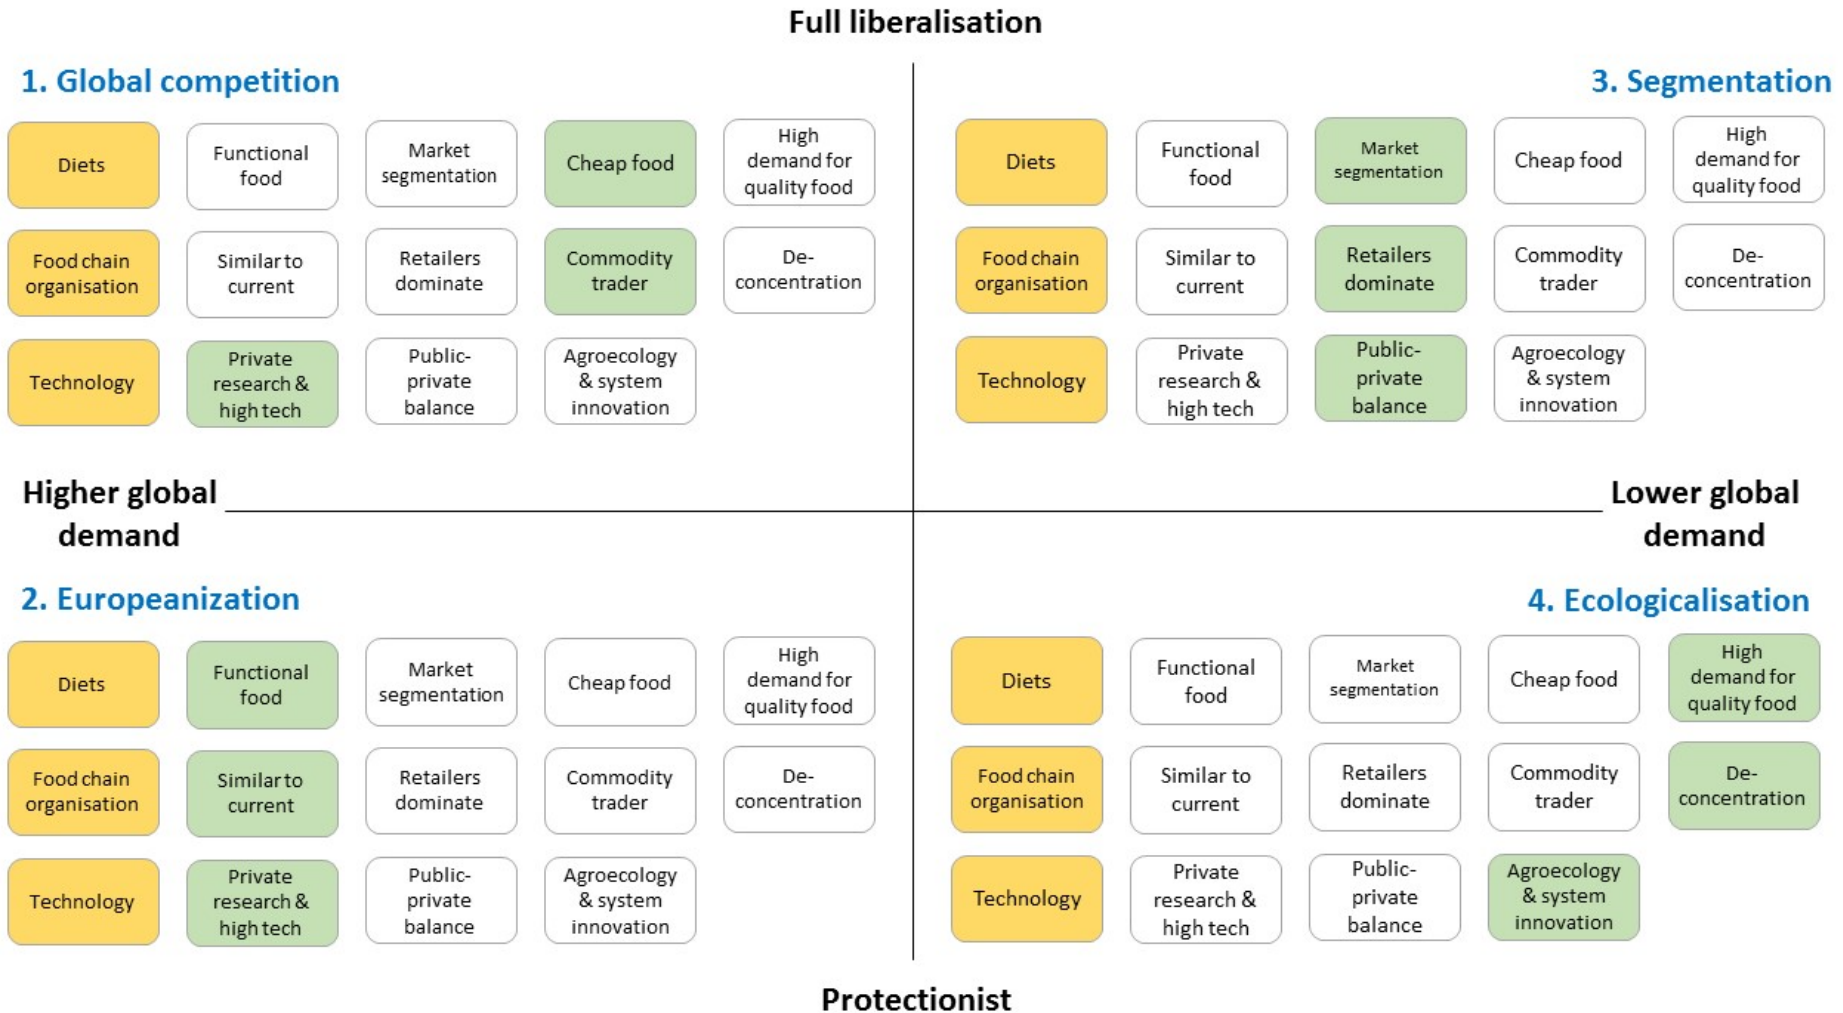 Full liberalisation
1. Global competition
Diets
Functional
food
Market
segmentation
Cheap food
High
demand for
quality food
Food chain
organisation
Similar to
current
Retailers
dominate
Commodity
trader
De-
concentration
Technology
Private
research &
high tech
Public-
private
balance
Agroecology
& system
innovation
3. Segmentation
Diets
Functional
food
Market
segmentation
Cheap food
High
demand for
quality food
Food chain
organisation
Similar to
current
Retailers
dominate
Commodity
trader
De-
concentration
Technology
Private
research &
high tech
Public-
private
balance
Agroecology
& system
innovation
Higher global
demand
Lower global
demand
2. Europeanization
Diets
Functional
food
Market
segmentation
Cheap food
High
demand for
quality food
Food chain
organisation
Similar to
current
Retailers
dominate
Commodity
trader
De-
concentration
Technology
Private
research &
high tech
Public-
private
balance
Agroecology
& system
innovation
4. Ecologicalisation
Diets
Functional
food
Market
segmentation
Cheap food
High
demand for
quality food
Food chain
organisation
Similar to
current
Retailers
dominate
Commodity
trader
De-
concentration
Technology
Private
research &
high tech
Public-
private
balance
Agroecology
& system
innovation
Protectionist